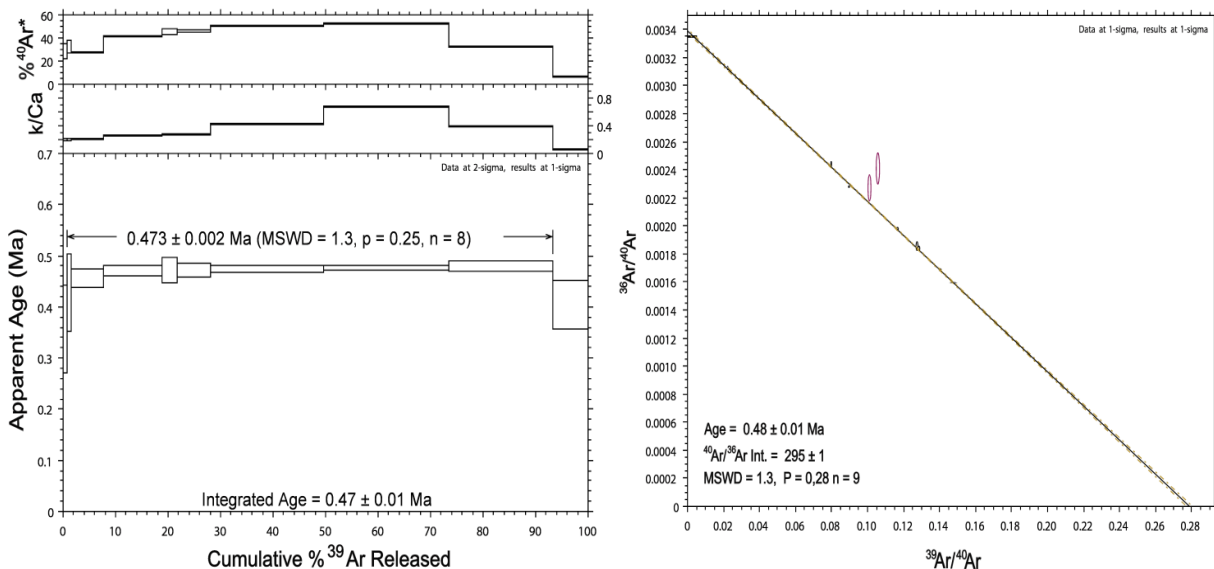 60
40
20
0
% ⁴⁰Ar*
0.8
0.4
0
k/Ca
Data at 2-sigma, results at 1-sigma
0.7
0.6
0.5
0.4
0.3
0.2
0.1
0
Apparent Age (Ma)
0.473 ± 0.002 Ma (MSWD = 1.3, p = 0.25, n = 8)
Integrated Age = 0.47 ± 0.01 Ma
0 10 20 30 40 50 60 70 80 90 100
Cumulative % ³⁹Ar Released
Data at 1-sigma, results at 1-sigma
0.0034
0.0032
0.0030
0.0028
0.0026
0.0024
0.0022
0.0020
0.0018
0.0016
0.0014
0.0012
0.0010
0.0008
0.0006
0.0004
0.0002
0.0000
³⁶Ar/⁴⁰Ar
Age = 0.48 ± 0.01 Ma
⁴⁰Ar/³⁶Ar Int. = 295 ± 1
MSWD = 1.3, P = 0,28 n = 9
0.00 0.02 0.04 0.06 0.08 0.10 0.12 0.14 0.16 0.18 0.20 0.22 0.24 0.26 0.28
³⁹Ar/⁴⁰Ar